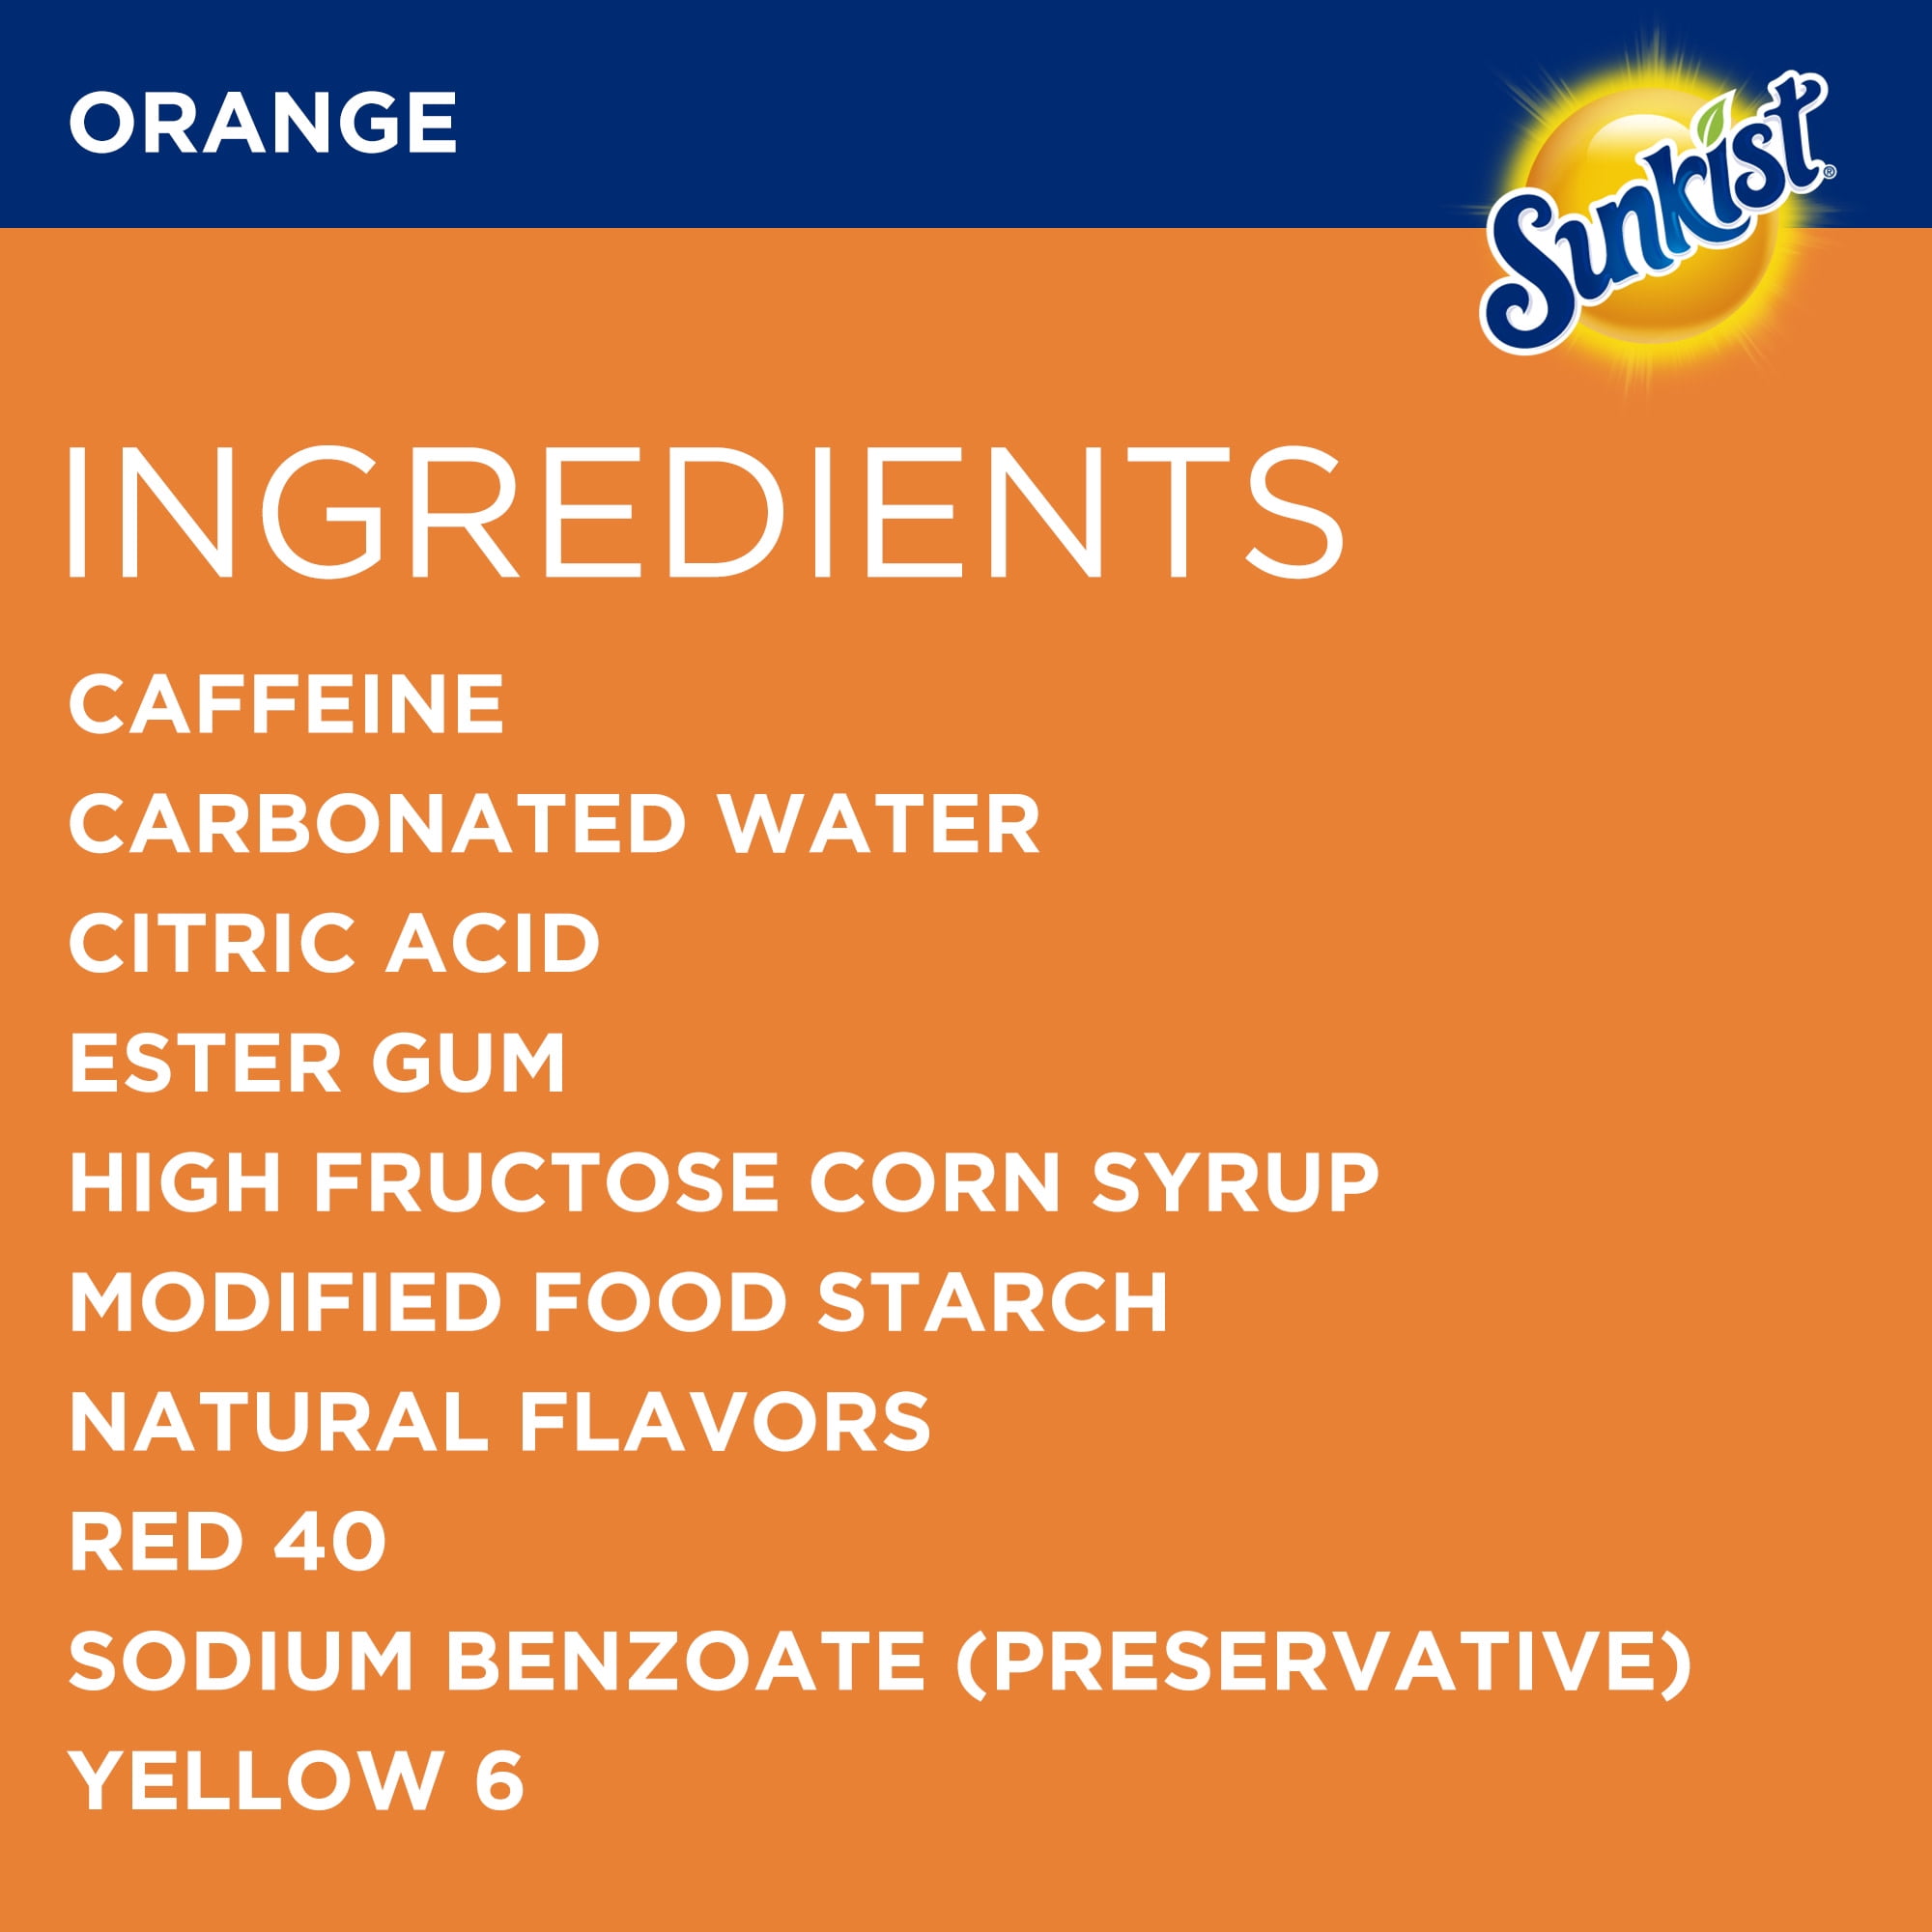 ORANGE
Sunkist®
INGREDIENTS
CAFFEINE
CARBONATED WATER
CITRIC ACID
ESTER GUM
HIGH FRUCTOSE CORN SYRUP
MODIFIED FOOD STARCH
NATURAL FLAVORS
RED 40
SODIUM BENZOATE (PRESERVATIVE)
YELLOW 6